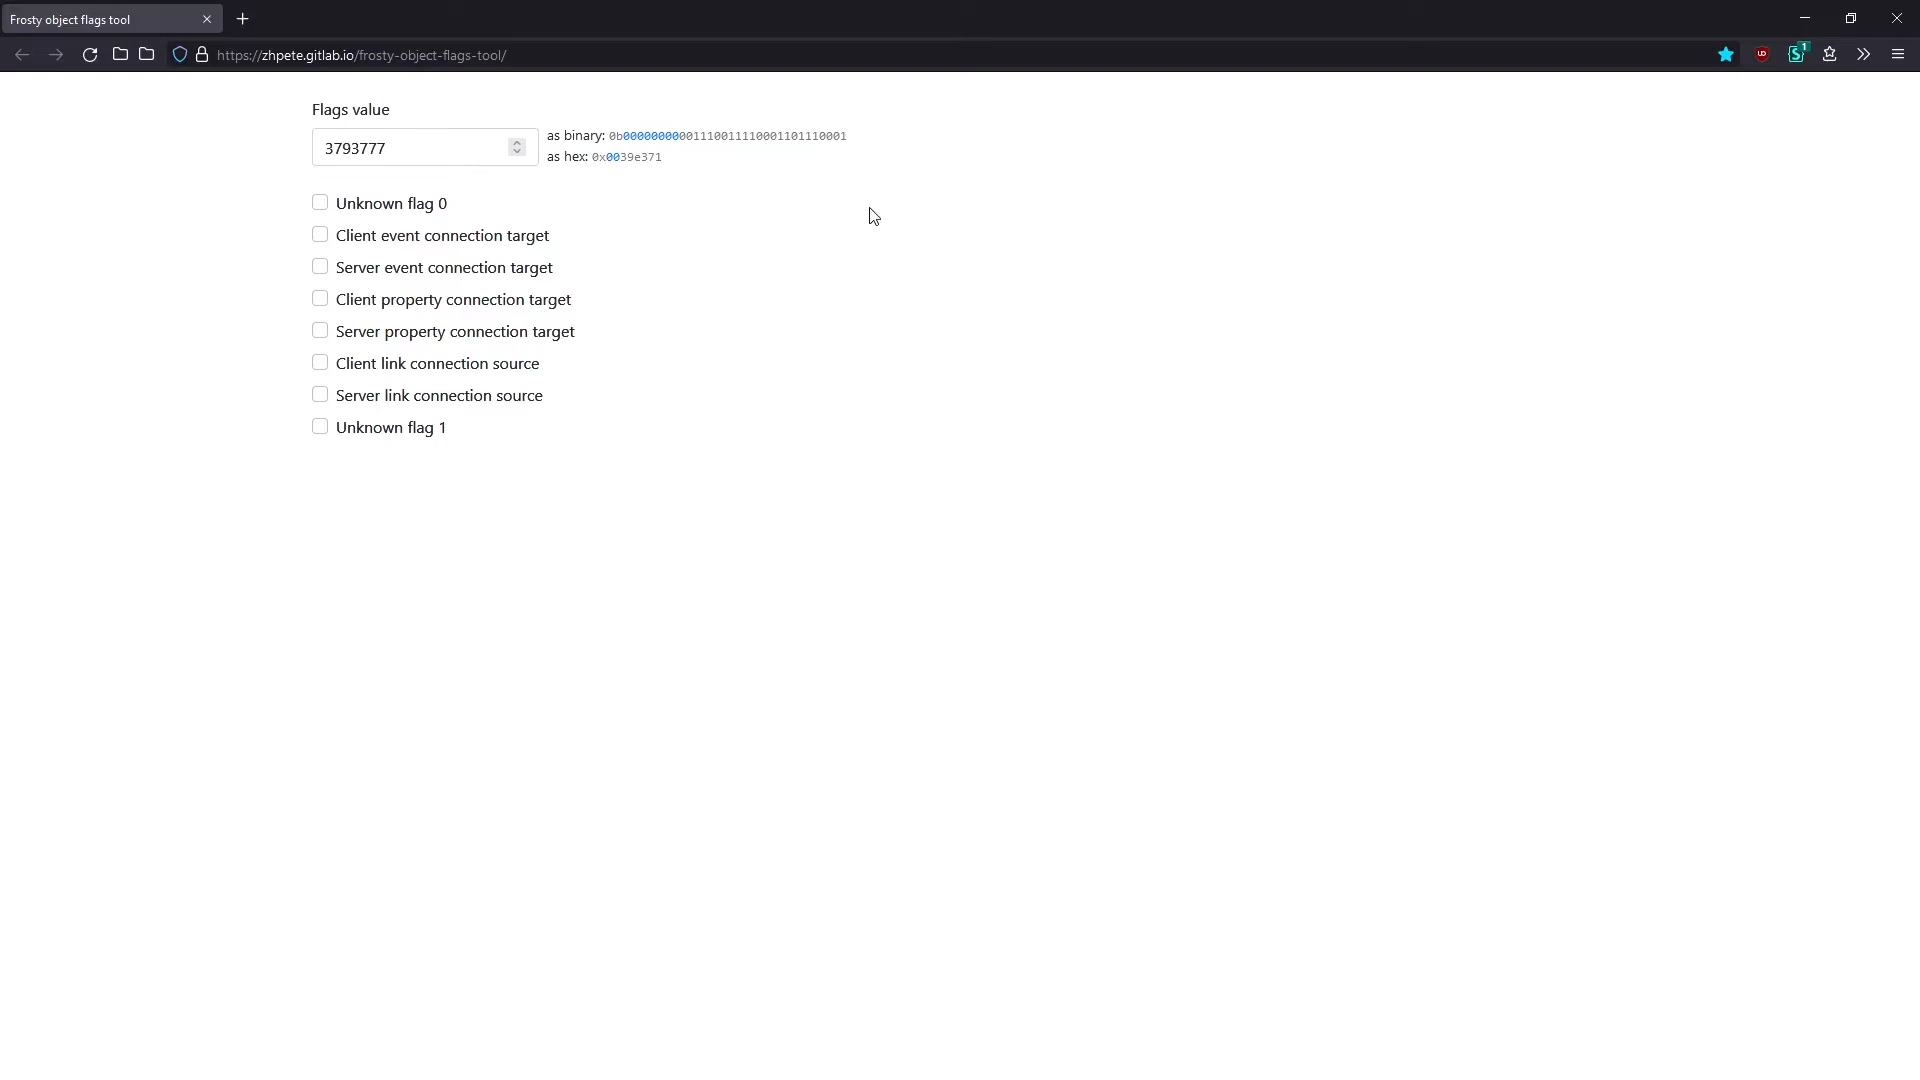 Frosty object flags tool
https://zhpete.gitlab.io/frosty-object-flags-tool/
1
Flags value
3793777
as binary: 0b00000000001110011110001101110001
as hex: 0x0039e371
Unknown flag 0
Client event connection target
Server event connection target
Client property connection target
Server property connection target
Client link connection source
Server link connection source
Unknown flag 1